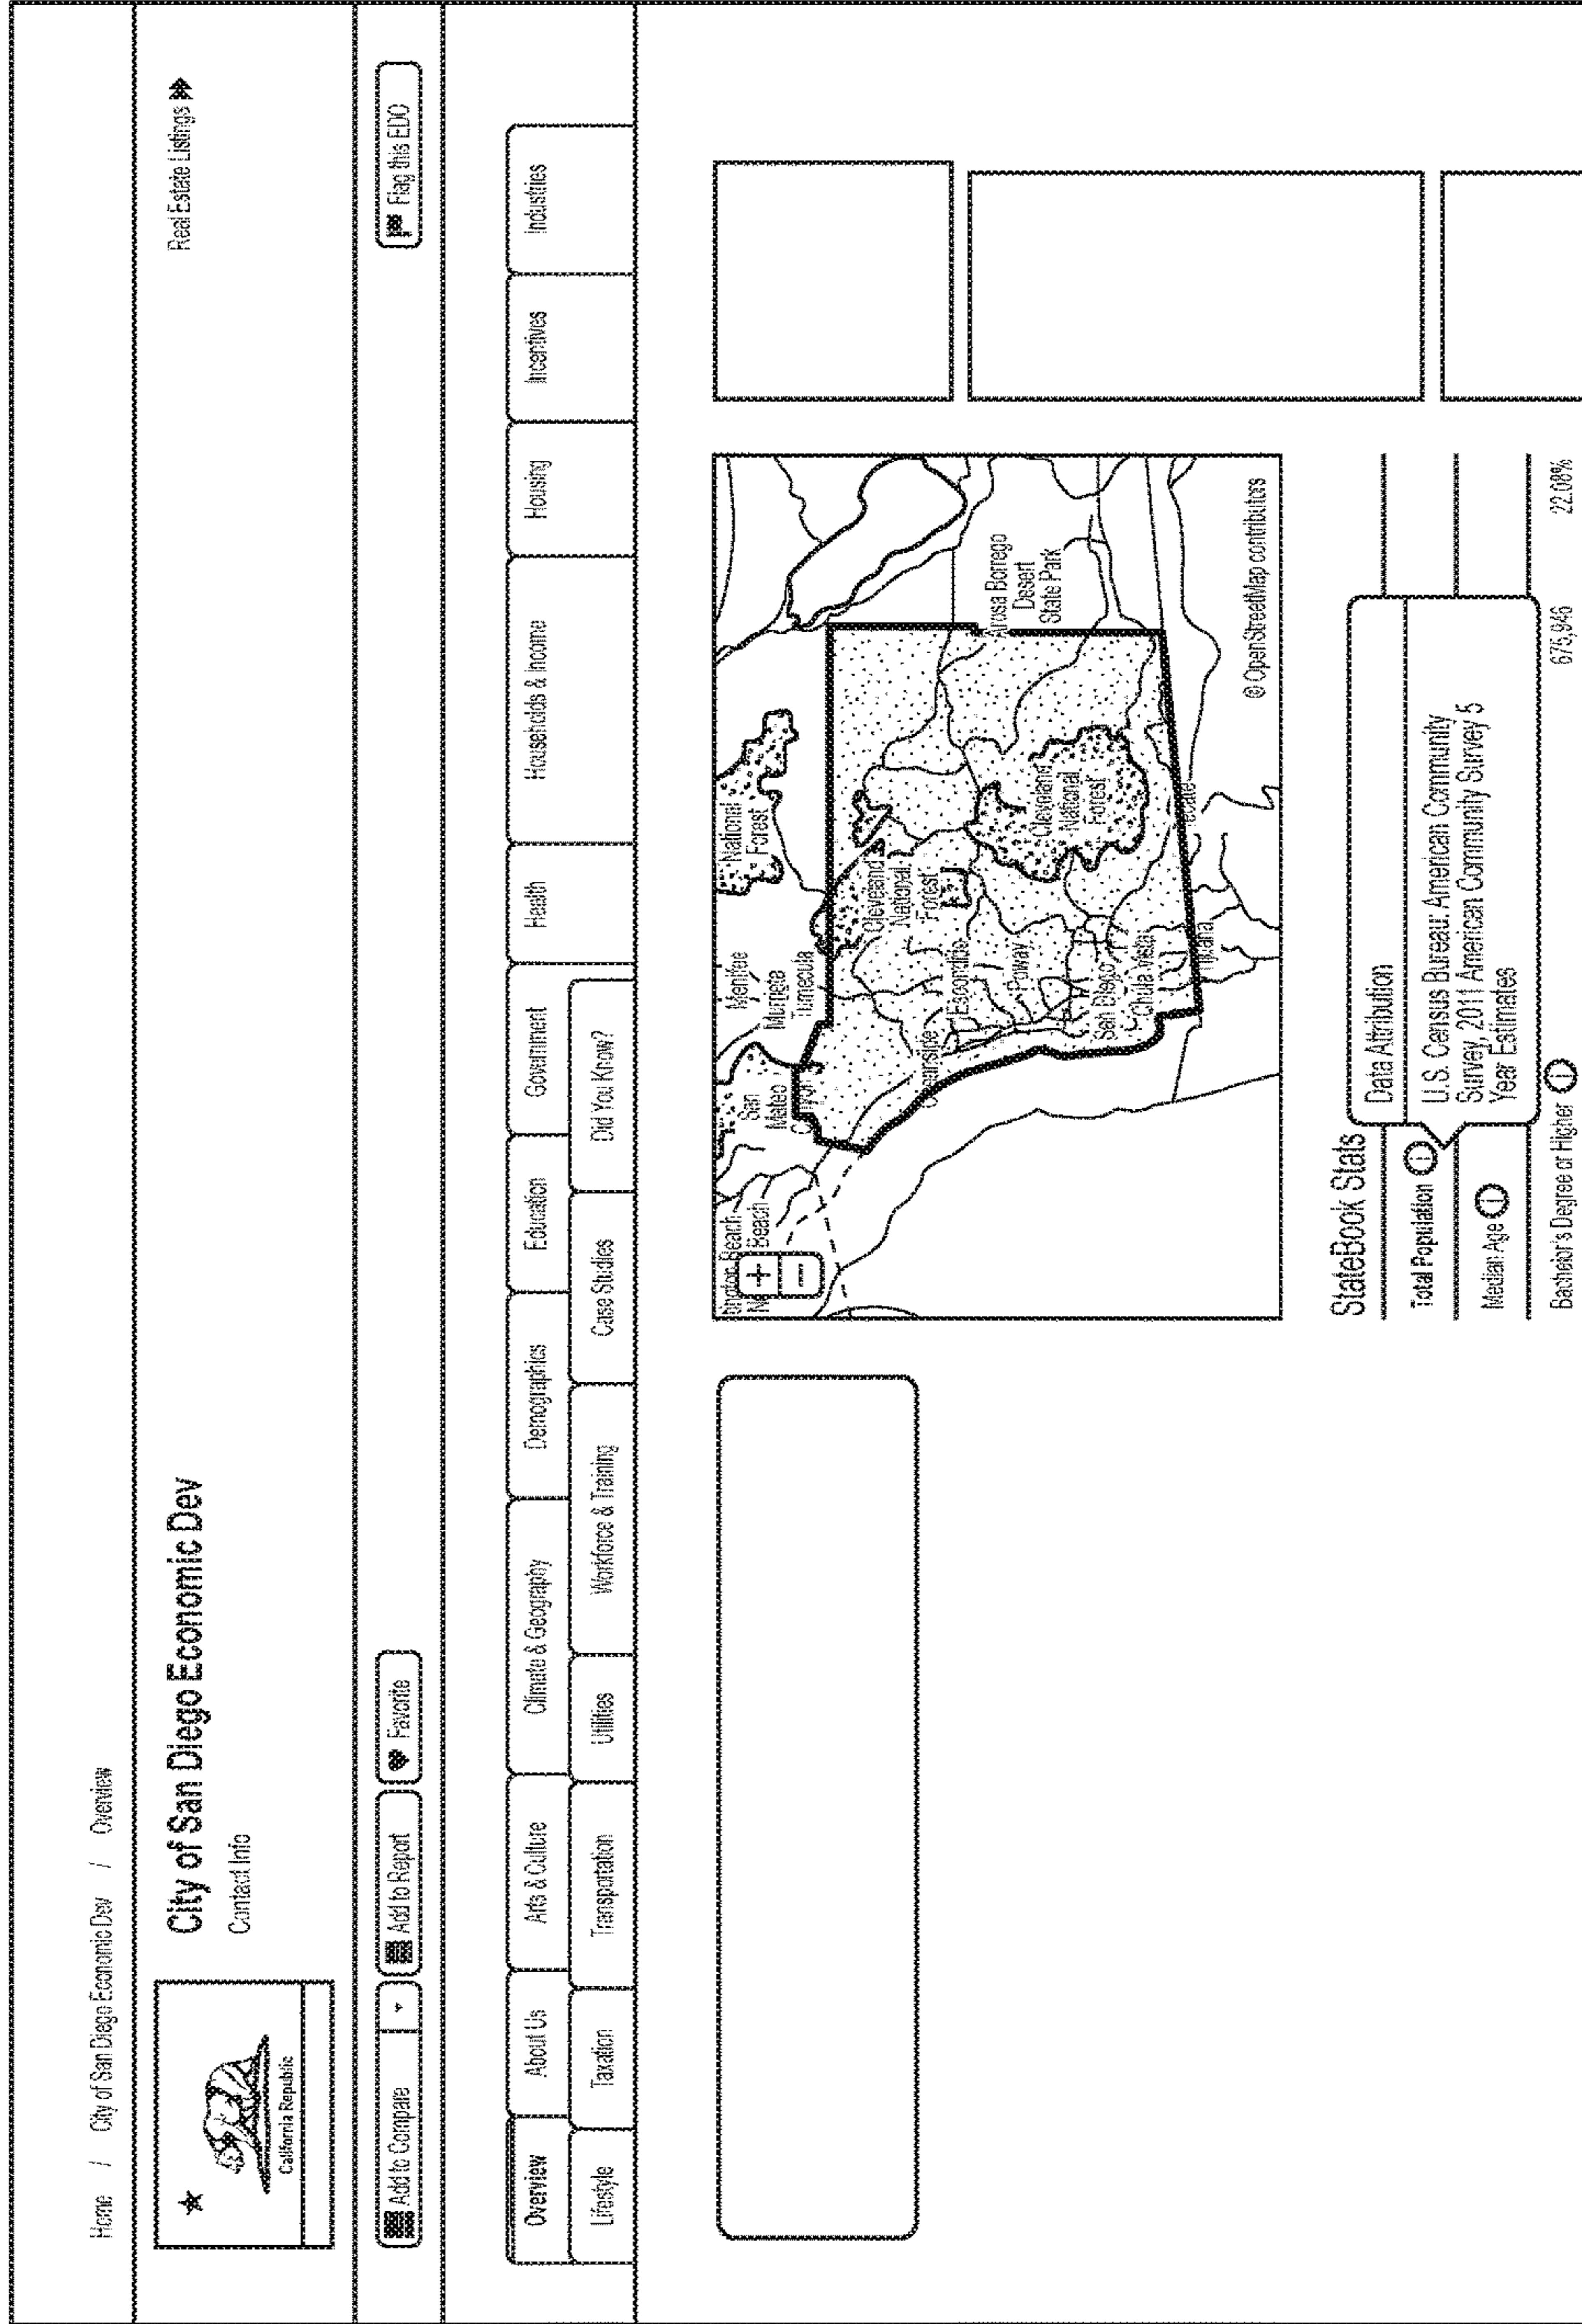 Home / City of San Diego Economic Dev / Overview
City of San Diego Economic Dev
Real Estate Listings
Contact Info
California Republic
Add to Compare
Add to Report
Favorite
Flag this EDO
Overview
About Us
Arts & Culture
Climate & Geography
Demographics
Education
Government
Health
Households & Income
Housing
Incentives
Industries
Lifestyle
Taxation
Transportation
Utilities
Workforce & Training
Case Studies
Did You Know?
Beach
Beach
+
−
San
Mateo
Menifee
Murrieta
Temecula
National
Forest
Cleveland
National
Forest
Escondido
Poway
San Diego
Chula Vista
Cleveland
National
Forest
Borrego
Desert
State Park
© OpenStreetMap contributors
StateBook Stats
Data Attribution
Total Population
U.S. Census Bureau: American Community
Survey, 2011 American Community Survey 5
Year Estimates
Median Age
Bachelor's Degree or Higher 675,946 22.08%